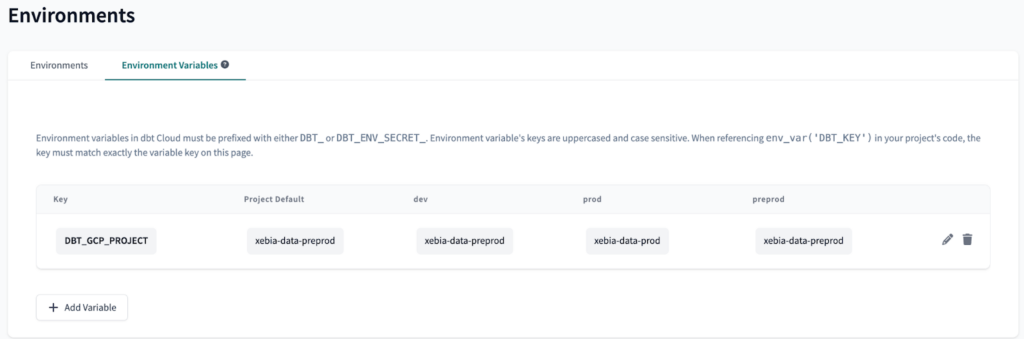 Environments
Environments Environment Variables ?
Environment variables in dbt Cloud must be prefixed with either DBT_ or DBT_ENV_SECRET_. Environment variable's keys are uppercased and case sensitive. When referencing env_var('DBT_KEY') in your project's code, the
key must match exactly the variable key on this page.
Key Project Default dev prod preprod
DBT_GCP_PROJECT xebia-data-preprod xebia-data-preprod xebia-data-prod xebia-data-preprod
+ Add Variable